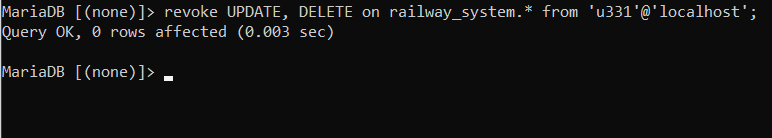 MariaDB [(none)]> revoke UPDATE, DELETE on railway_system.* from 'u331'@'localhost';
Query OK, 0 rows affected (0.003 sec)
MariaDB [(none)]>